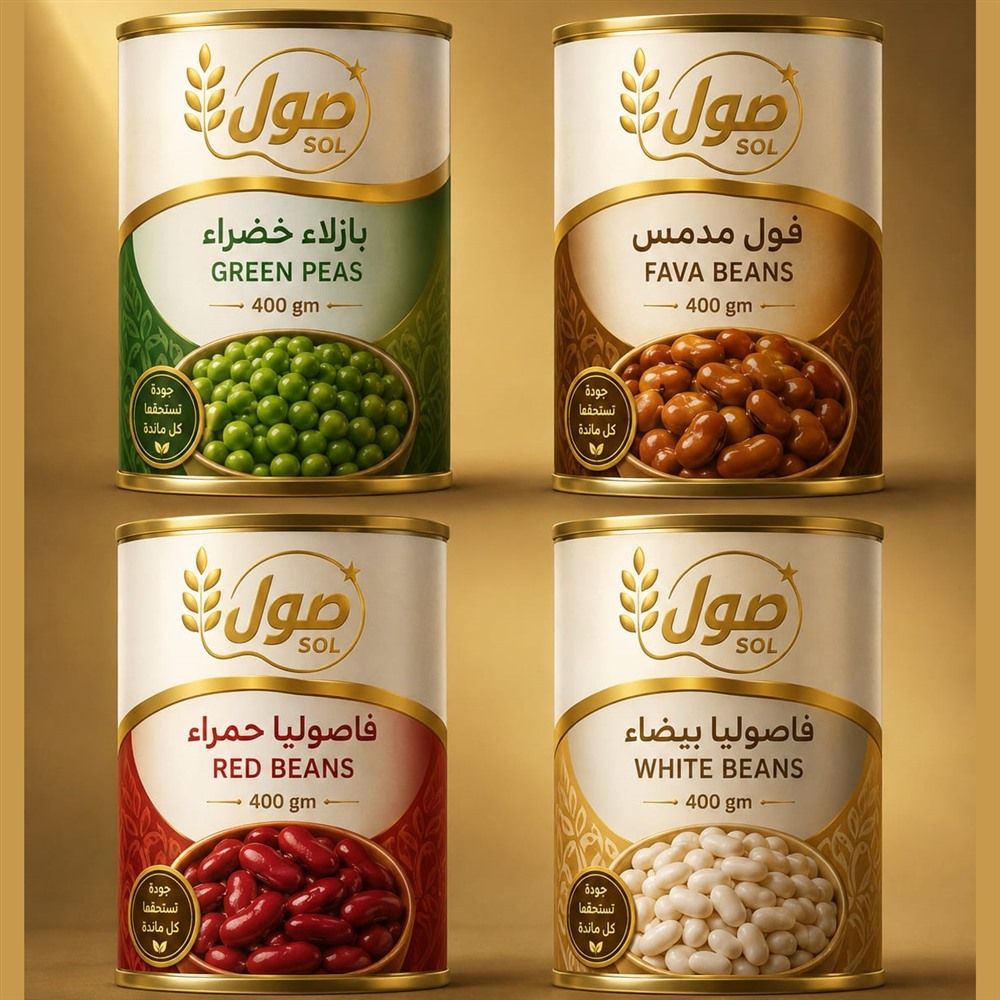 صول
SOL
بازلاء خضراء
GREEN PEAS
400 gm
جودة
تستحقها
كل مائدة
صول
SOL
فول مدمس
FAVA BEANS
400 gm
جودة
تستحقها
كل مائدة
صول
SOL
فاصوليا حمراء
RED BEANS
400 gm
جودة
تستحقها
كل مائدة
صول
SOL
فاصوليا بيضاء
WHITE BEANS
400 gm
جودة
تستحقها
كل مائدة